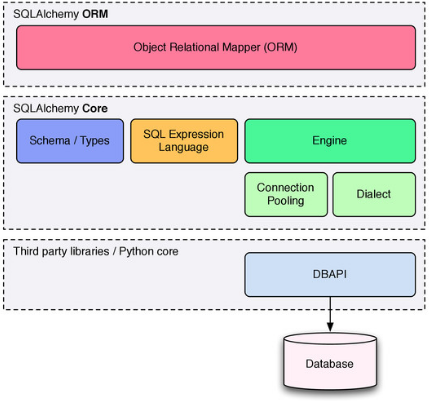 SQLAlchemy ORM
Object Relational Mapper (ORM)
SQLAlchemy Core
Schema / Types
SQL Expression
Language
Engine
Connection
Pooling
Dialect
Third party libraries / Python core
DBAPI
Database